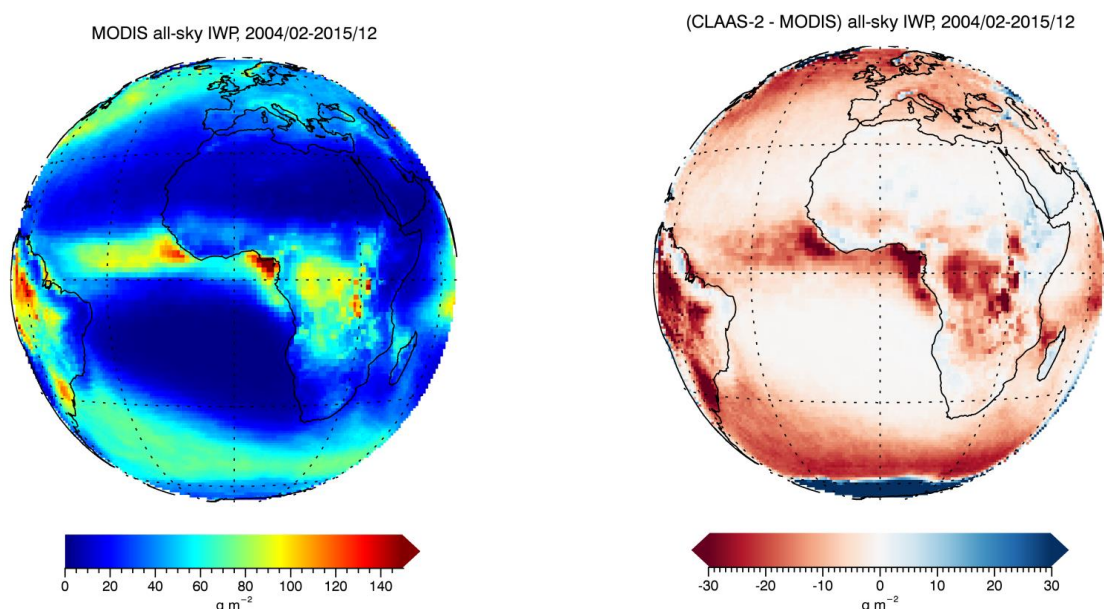 MODIS all-sky IWP, 2004/02-2015/12
(CLAAS-2 - MODIS) all-sky IWP, 2004/02-2015/12
0 20 40 60 80 100 120 140
g m⁻²
-30 -20 -10 0 10 20 30
g m⁻²